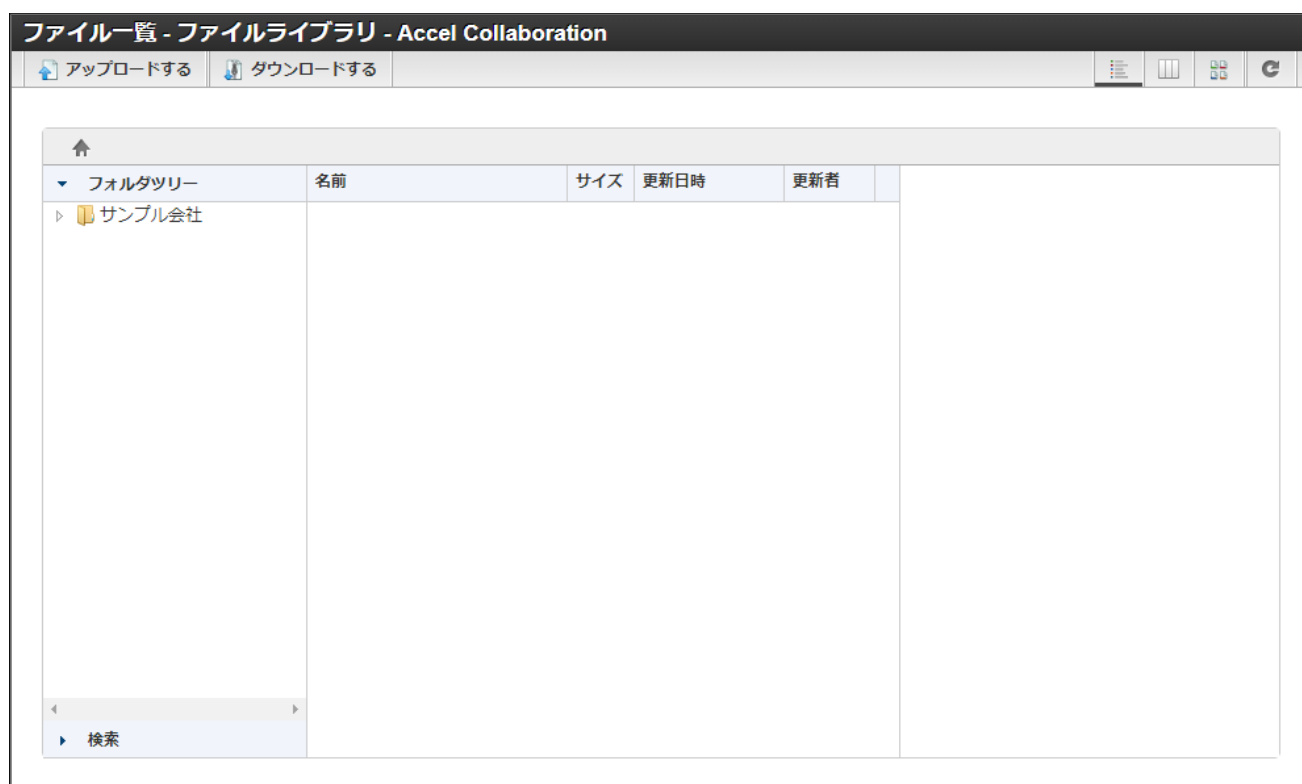 ファイル一覧 - ファイルライブラリ - Accel Collaboration
アップロードする ダウンロードする
フォルダツリー 名前 サイズ 更新日時 更新者
サンプル会社
検索